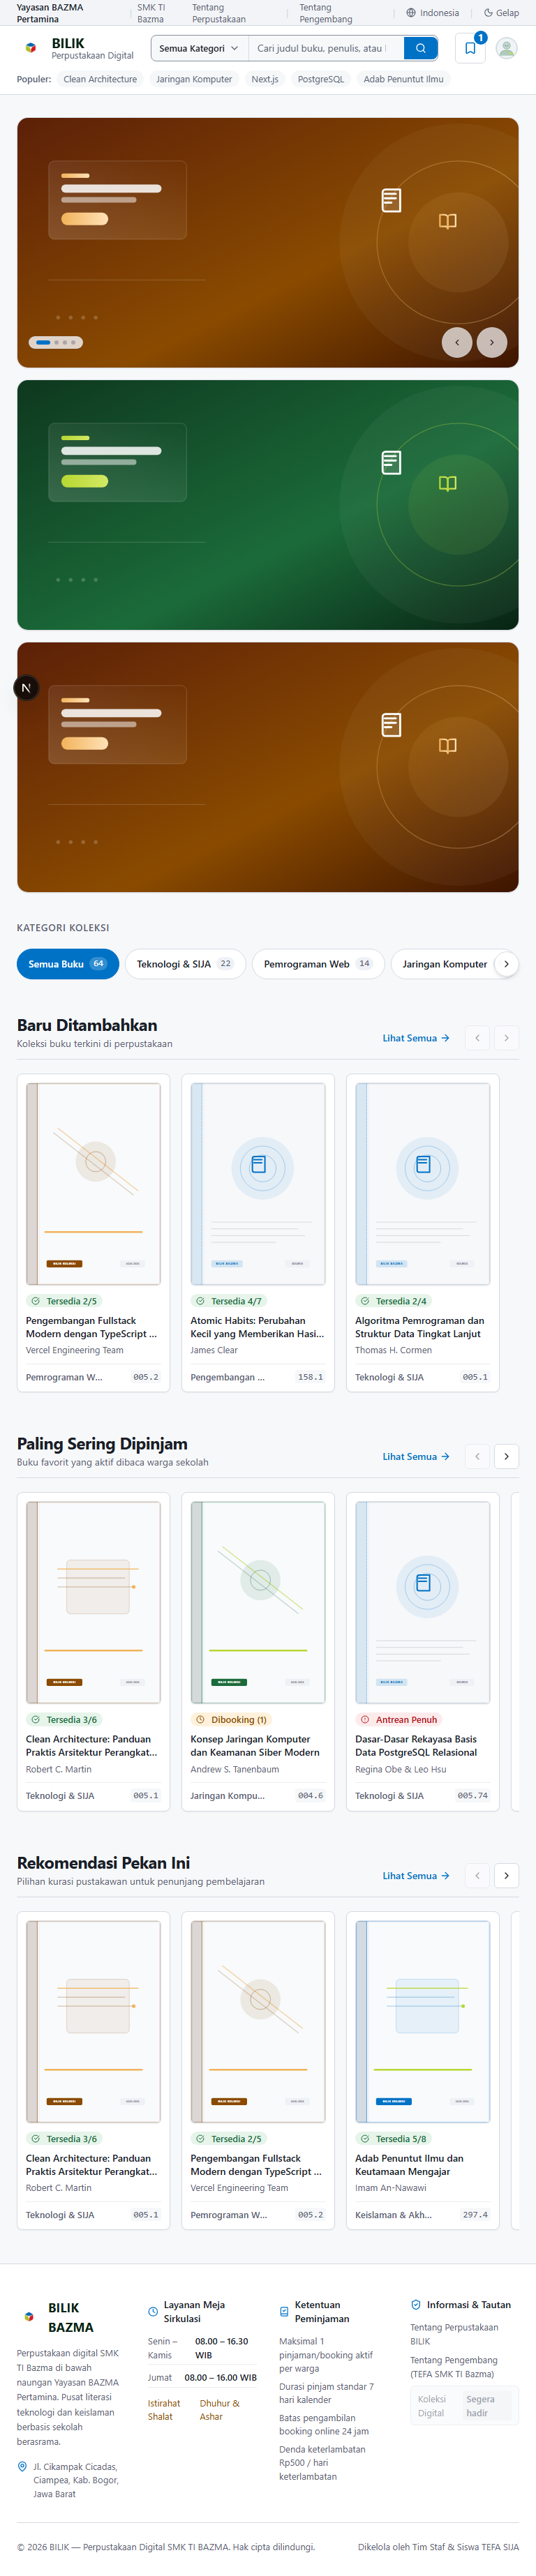 Yayasan BAZMA Pertamina
SMK TI Bazma
Tentang Perpustakaan
Tentang Pengembang
Indonesia
Gelap
BILIK
Perpustakaan Digital
Semua Kategori
Cari judul buku, penulis, atau
1
Populer:
Clean Architecture
Jaringan Komputer
Next.js
PostgreSQL
Adab Penuntut Ilmu
N
KATEGORI KOLEKSI
Semua Buku 64
Teknologi & SIJA 22
Pemrograman Web 14
Jaringan Komputer
Baru Ditambahkan
Koleksi buku terkini di perpustakaan
Lihat Semua
Tersedia 2/5
Pengembangan Fullstack
Modern dengan TypeScript ...
Vercel Engineering Team
Pemrograman W... 005.2
Tersedia 4/7
Atomic Habits: Perubahan
Kecil yang Memberikan Hasi...
James Clear
Pengembangan ... 158.1
Tersedia 2/4
Algoritma Pemrograman dan
Struktur Data Tingkat Lanjut
Thomas H. Cormen
Teknologi & SIJA 005.1
Paling Sering Dipinjam
Buku favorit yang aktif dibaca warga sekolah
Lihat Semua
Tersedia 3/6
Clean Architecture: Panduan
Praktis Arsitektur Perangkat...
Robert C. Martin
Teknologi & SIJA 005.1
Dibooking (1)
Konsep Jaringan Komputer
dan Keamanan Siber Modern
Andrew S. Tanenbaum
Jaringan Kompu... 004.6
Antrean Penuh
Dasar-Dasar Rekayasa Basis
Data PostgreSQL Relasional
Regina Obe & Leo Hsu
Teknologi & SIJA 005.74
Rekomendasi Pekan Ini
Pilihan kurasi pustakawan untuk penunjang pembelajaran
Lihat Semua
Tersedia 3/6
Clean Architecture: Panduan
Praktis Arsitektur Perangkat...
Robert C. Martin
Teknologi & SIJA 005.1
Tersedia 2/5
Pengembangan Fullstack
Modern dengan TypeScript ...
Vercel Engineering Team
Pemrograman W... 005.2
Tersedia 5/8
Adab Penuntut Ilmu dan
Keutamaan Mengajar
Imam An-Nawawi
Keislaman & Akh... 297.4
BILIK
BAZMA
Perpustakaan digital SMK
TI Bazma di bawah
naungan Yayasan BAZMA
Pertamina. Pusat literasi
teknologi dan keislaman
berbasis sekolah
berasrama.
Jl. Cikampak Cicadas,
Ciampea, Kab. Bogor,
Jawa Barat
Layanan Meja
Sirkulasi
Senin – Kamis 08.00 – 16.30 WIB
Jumat 08.00 – 16.00 WIB
Istirahat Shalat Dhuhur & Ashar
Ketentuan
Peminjaman
Maksimal 1
pinjaman/booking aktif
per warga
Durasi pinjam standar 7
hari kalender
Batas pengambilan
booking online 24 jam
Denda keterlambatan
Rp500 / hari
keterlambatan
Informasi & Tautan
Tentang Perpustakaan
BILIK
Tentang Pengembang
(TEFA SMK TI Bazma)
Koleksi Digital Segera hadir
© 2026 BILIK — Perpustakaan Digital SMK TI BAZMA. Hak cipta dilindungi.
Dikelola oleh Tim Staf & Siswa TEFA SIJA